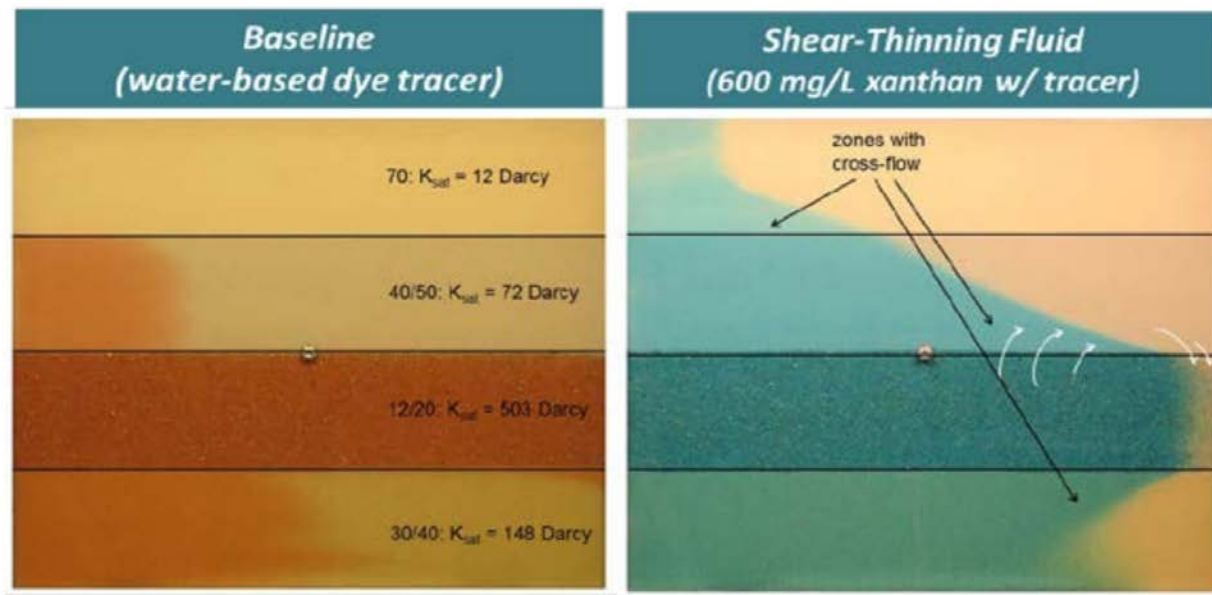 Baseline
(water-based dye tracer)
70: Ksat = 12 Darcy
40/50: Ksat = 72 Darcy
12/20: Ksat = 503 Darcy
30/40: Ksat = 148 Darcy
Shear-Thinning Fluid
(600 mg/L xanthan w/ tracer)
zones with
cross-flow